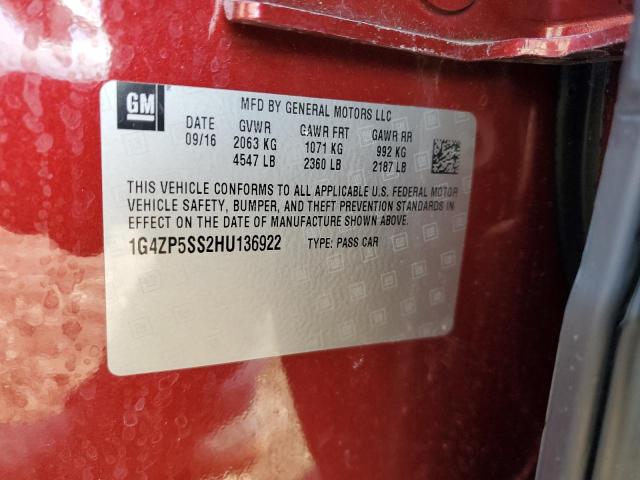 GM
MFD BY GENERAL MOTORS LLC
DATE GVWR GAWR FRT GAWR RR
09/16 2063 KG 1071 KG 992 KG
4547 LB 2360 LB 2187 LB
THIS VEHICLE CONFORMS TO ALL APPLICABLE U.S. FEDERAL MOTOR
VEHICLE SAFETY, BUMPER, AND THEFT PREVENTION STANDARDS IN
EFFECT ON THE DATE OF MANUFACTURE SHOWN ABOVE.
1G4ZP5SS2HU136922 TYPE: PASS CAR